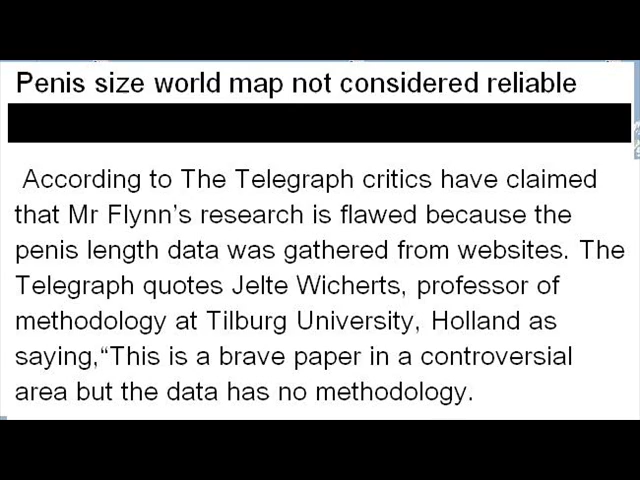 Penis size world map not considered reliable
According to The Telegraph critics have claimed
that Mr Flynn's research is flawed because the
penis length data was gathered from websites. The
Telegraph quotes Jelte Wicherts, professor of
methodology at Tilburg University, Holland as
saying,“This is a brave paper in a controversial
area but the data has no methodology.